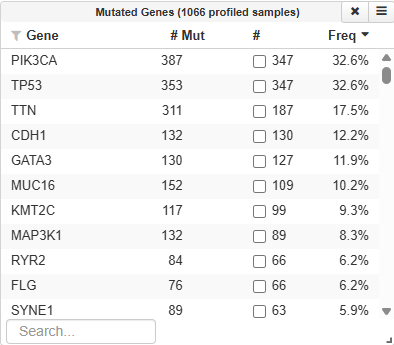 Mutated Genes (1066 profiled samples)
Gene # Mut # Freq
PIK3CA 387 347 32.6%
TP53 353 347 32.6%
TTN 311 187 17.5%
CDH1 132 130 12.2%
GATA3 130 127 11.9%
MUC16 152 109 10.2%
KMT2C 117 99 9.3%
MAP3K1 132 89 8.3%
RYR2 84 66 6.2%
FLG 76 66 6.2%
SYNE1 89 63 5.9%
Search...